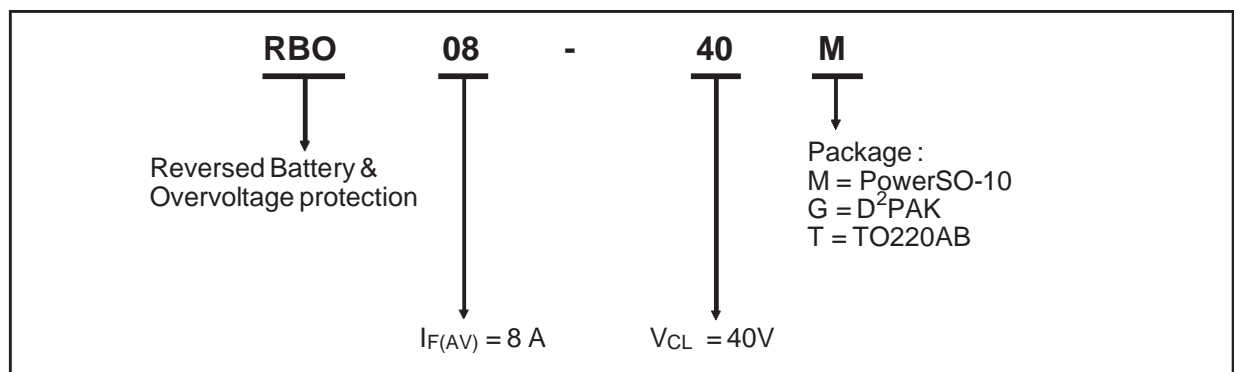 RBO 08 - 40 M
Reversed Battery &
Overvoltage protection
Package :
M = PowerSO-10
G = D²PAK
T = TO220AB
IF(AV) = 8 A
VCL = 40V